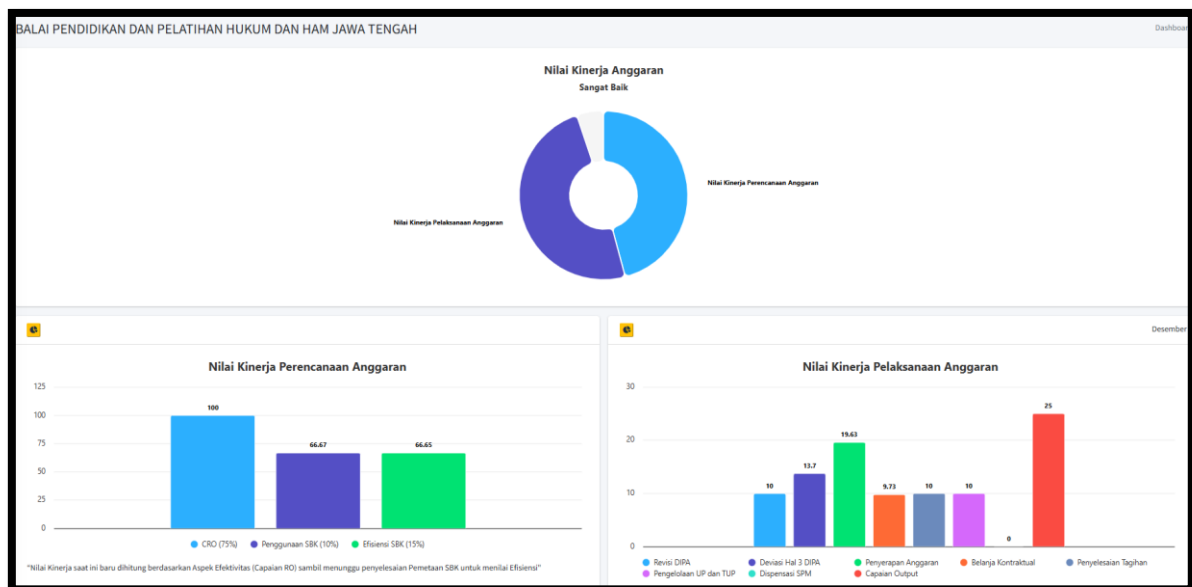 BALAI PENDIDIKAN DAN PELATIHAN HUKUM DAN HAM JAWA TENGAH
Dashboar
Nilai Kinerja Anggaran
Sangat Baik
Nilai Kinerja Perencanaan Anggaran
Nilai Kinerja Pelaksanaan Anggaran
Nilai Kinerja Perencanaan Anggaran
125
100
75
50
25
0
100
66.67
66.65
CRO (75%) Penggunaan SBK (10%) Efisiensi SBK (15%)
"Nilai Kinerja saat ini baru dihitung berdasarkan Aspek Efektivitas (Capaian RO) sambil menunggu penyelesaian Pemetaan SBK untuk menilai Efisiensi"
Desember
Nilai Kinerja Pelaksanaan Anggaran
30
20
10
0
10
13.7
19.63
9.73
10
10
0
25
Revisi DIPA Deviasi Hal 3 DIPA Penyerapan Anggaran Belanja Kontraktual Penyelesaian Tagihan
Pengelolaan UP dan TUP Dispensasi SPM Capaian Output